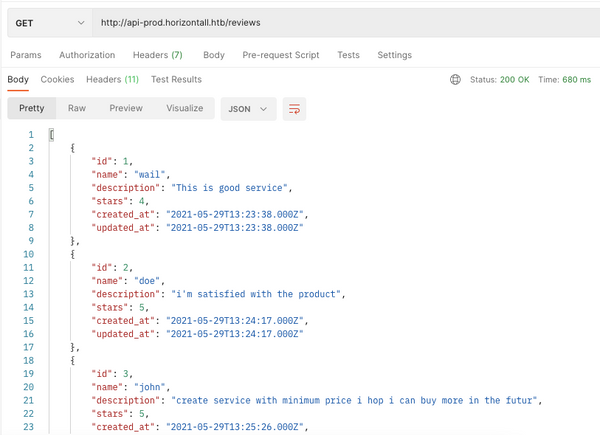 GET http://api-prod.horizontall.htb/reviews
Params Authorization Headers (7) Body Pre-request Script Tests Settings
Body Cookies Headers (11) Test Results Status: 200 OK Time: 680 ms
Pretty Raw Preview Visualize JSON
1 [
2 {
3 "id": 1,
4 "name": "wail",
5 "description": "This is good service",
6 "stars": 4,
7 "created_at": "2021-05-29T13:23:38.000Z",
8 "updated_at": "2021-05-29T13:23:38.000Z"
9 },
10 {
11 "id": 2,
12 "name": "doe",
13 "description": "i'm satisfied with the product",
14 "stars": 5,
15 "created_at": "2021-05-29T13:24:17.000Z",
16 "updated_at": "2021-05-29T13:24:17.000Z"
17 },
18 {
19 "id": 3,
20 "name": "john",
21 "description": "create service with minimum price i hop i can buy more in the futur",
22 "stars": 5,
23 "created_at": "2021-05-29T13:25:26.000Z",